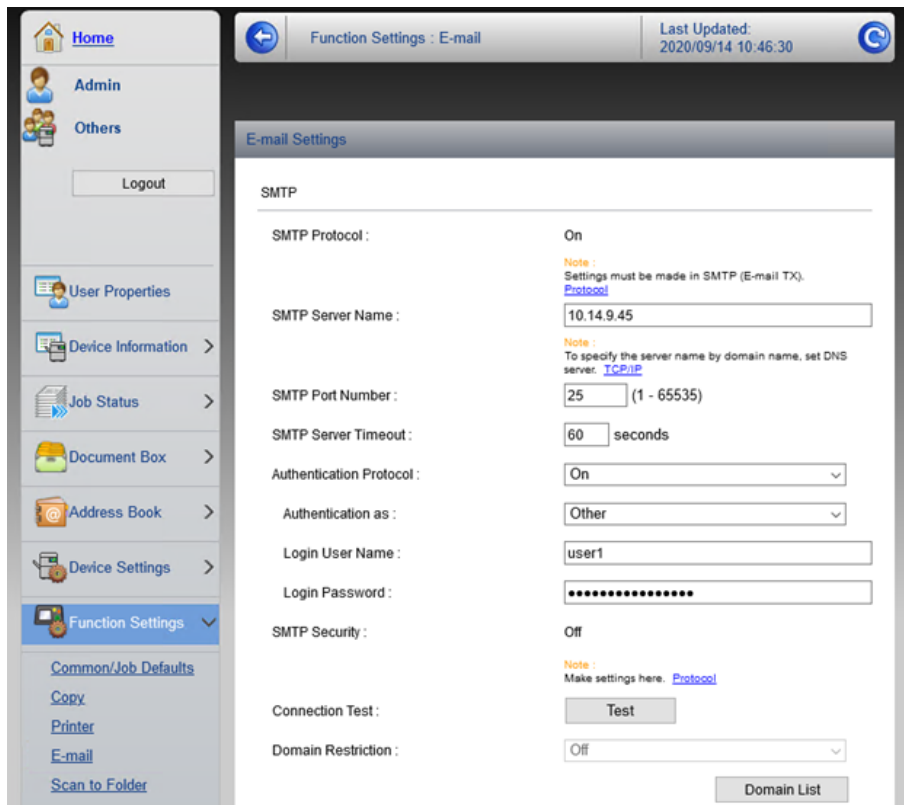 Home
Admin
Others
Logout
User Properties
Device Information
Job Status
Document Box
Address Book
Device Settings
Function Settings
Common/Job Defaults
Copy
Printer
E-mail
Scan to Folder
Function Settings : E-mail
Last Updated:
2020/09/14 10:46:30
E-mail Settings
SMTP
SMTP Protocol :
On
Note :
Settings must be made in SMTP (E-mail TX).
Protocol
SMTP Server Name :
10.14.9.45
Note :
To specify the server name by domain name, set DNS
server. TCP/IP
SMTP Port Number :
25 (1 - 65535)
SMTP Server Timeout :
60 seconds
Authentication Protocol :
On
Authentication as :
Other
Login User Name :
user1
Login Password :
••••••••••••••••
SMTP Security :
Off
Note :
Make settings here. Protocol
Connection Test :
Test
Domain Restriction :
Off
Domain List